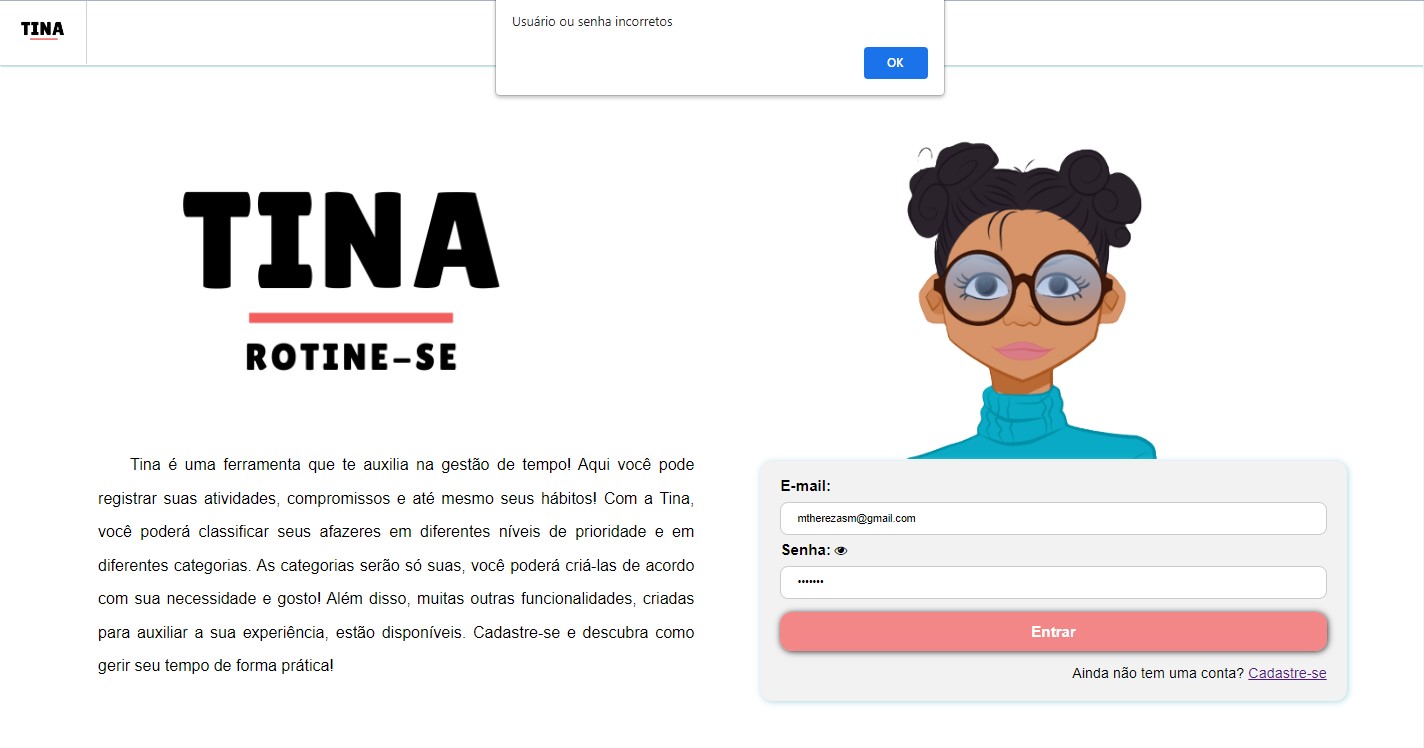 TINA
Usuário ou senha incorretos
OK
TINA
ROTINE-SE
Tina é uma ferramenta que te auxilia na gestão de tempo! Aqui você pode
registrar suas atividades, compromissos e até mesmo seus hábitos! Com a Tina,
você poderá classificar seus afazeres em diferentes níveis de prioridade e em
diferentes categorias. As categorias serão só suas, você poderá criá-las de acordo
com sua necessidade e gosto! Além disso, muitas outras funcionalidades, criadas
para auxiliar a sua experiência, estão disponíveis. Cadastre-se e descubra como
gerir seu tempo de forma prática!
E-mail:
mtherezasm@gmail.com
Senha:
•••••••
Entrar
Ainda não tem uma conta? Cadastre-se